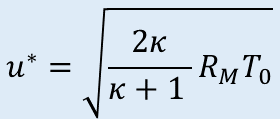 u* = √(2κ/(κ + 1) R_M T_0)